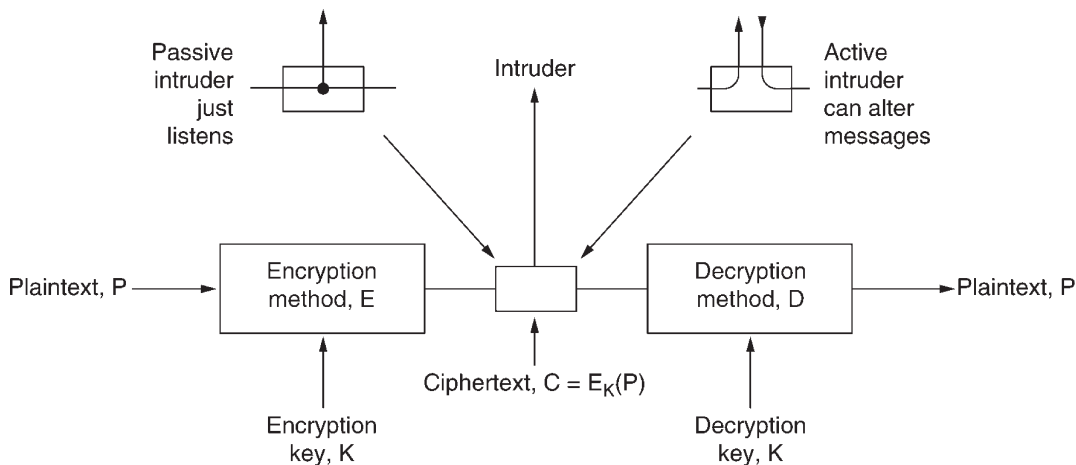 Passive
intruder
just
listens
Intruder
Active
intruder
can alter
messages
Plaintext, P
Encryption
method, E
Decryption
method, D
Plaintext, P
Ciphertext, C = E_K(P)
Encryption
key, K
Decryption
key, K